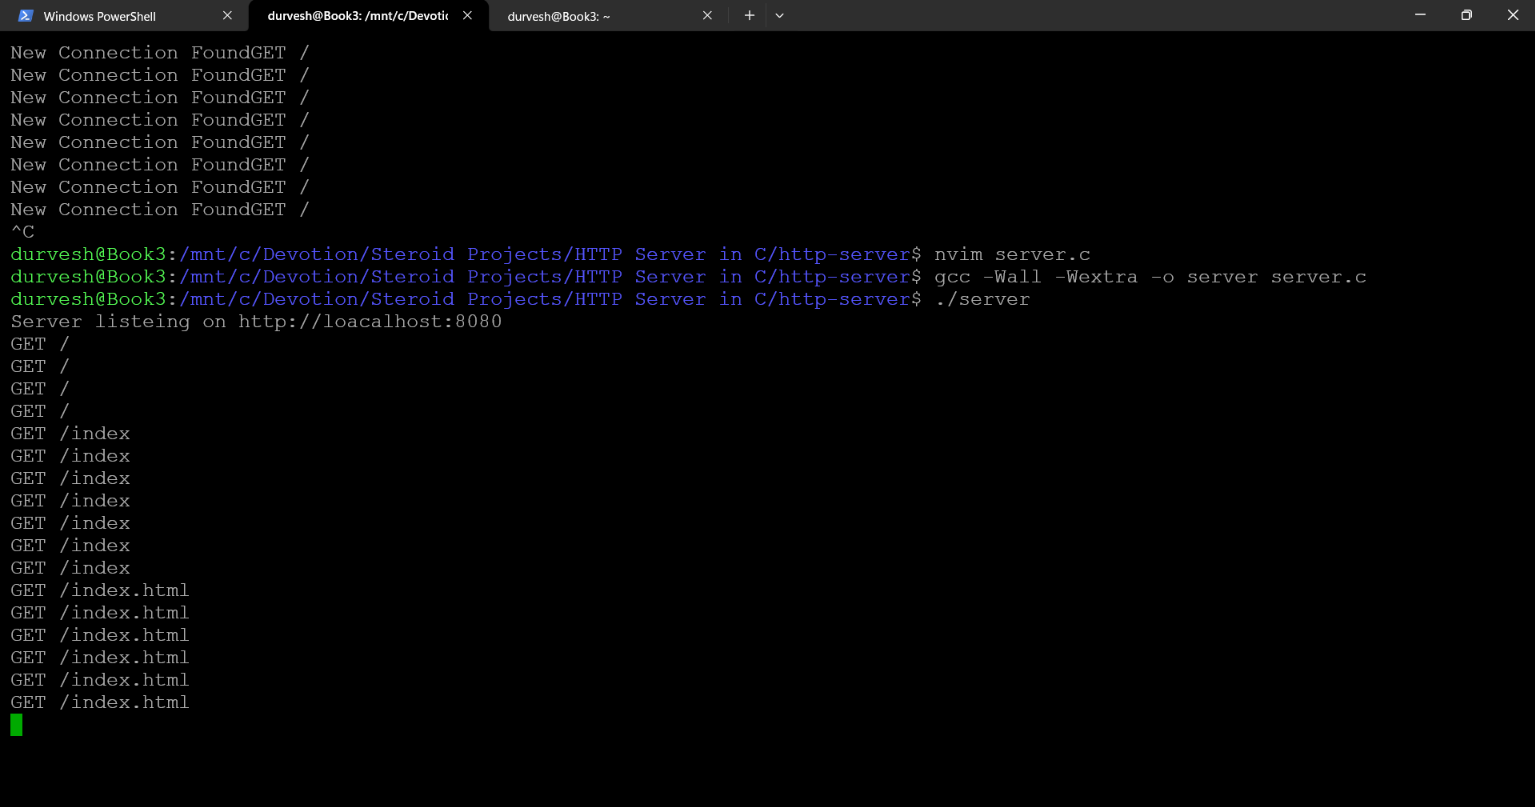 Windows PowerShell
durvesh@Book3: /mnt/c/Devotic
durvesh@Book3: ~
New Connection FoundGET /
New Connection FoundGET /
New Connection FoundGET /
New Connection FoundGET /
New Connection FoundGET /
New Connection FoundGET /
New Connection FoundGET /
New Connection FoundGET /
^C
durvesh@Book3:/mnt/c/Devotion/Steroid Projects/HTTP Server in C/http-server$ nvim server.c
durvesh@Book3:/mnt/c/Devotion/Steroid Projects/HTTP Server in C/http-server$ gcc -Wall -Wextra -o server server.c
durvesh@Book3:/mnt/c/Devotion/Steroid Projects/HTTP Server in C/http-server$ ./server
Server listeing on http://loacalhost:8080
GET /
GET /
GET /
GET /
GET /index
GET /index
GET /index
GET /index
GET /index
GET /index
GET /index
GET /index.html
GET /index.html
GET /index.html
GET /index.html
GET /index.html
GET /index.html